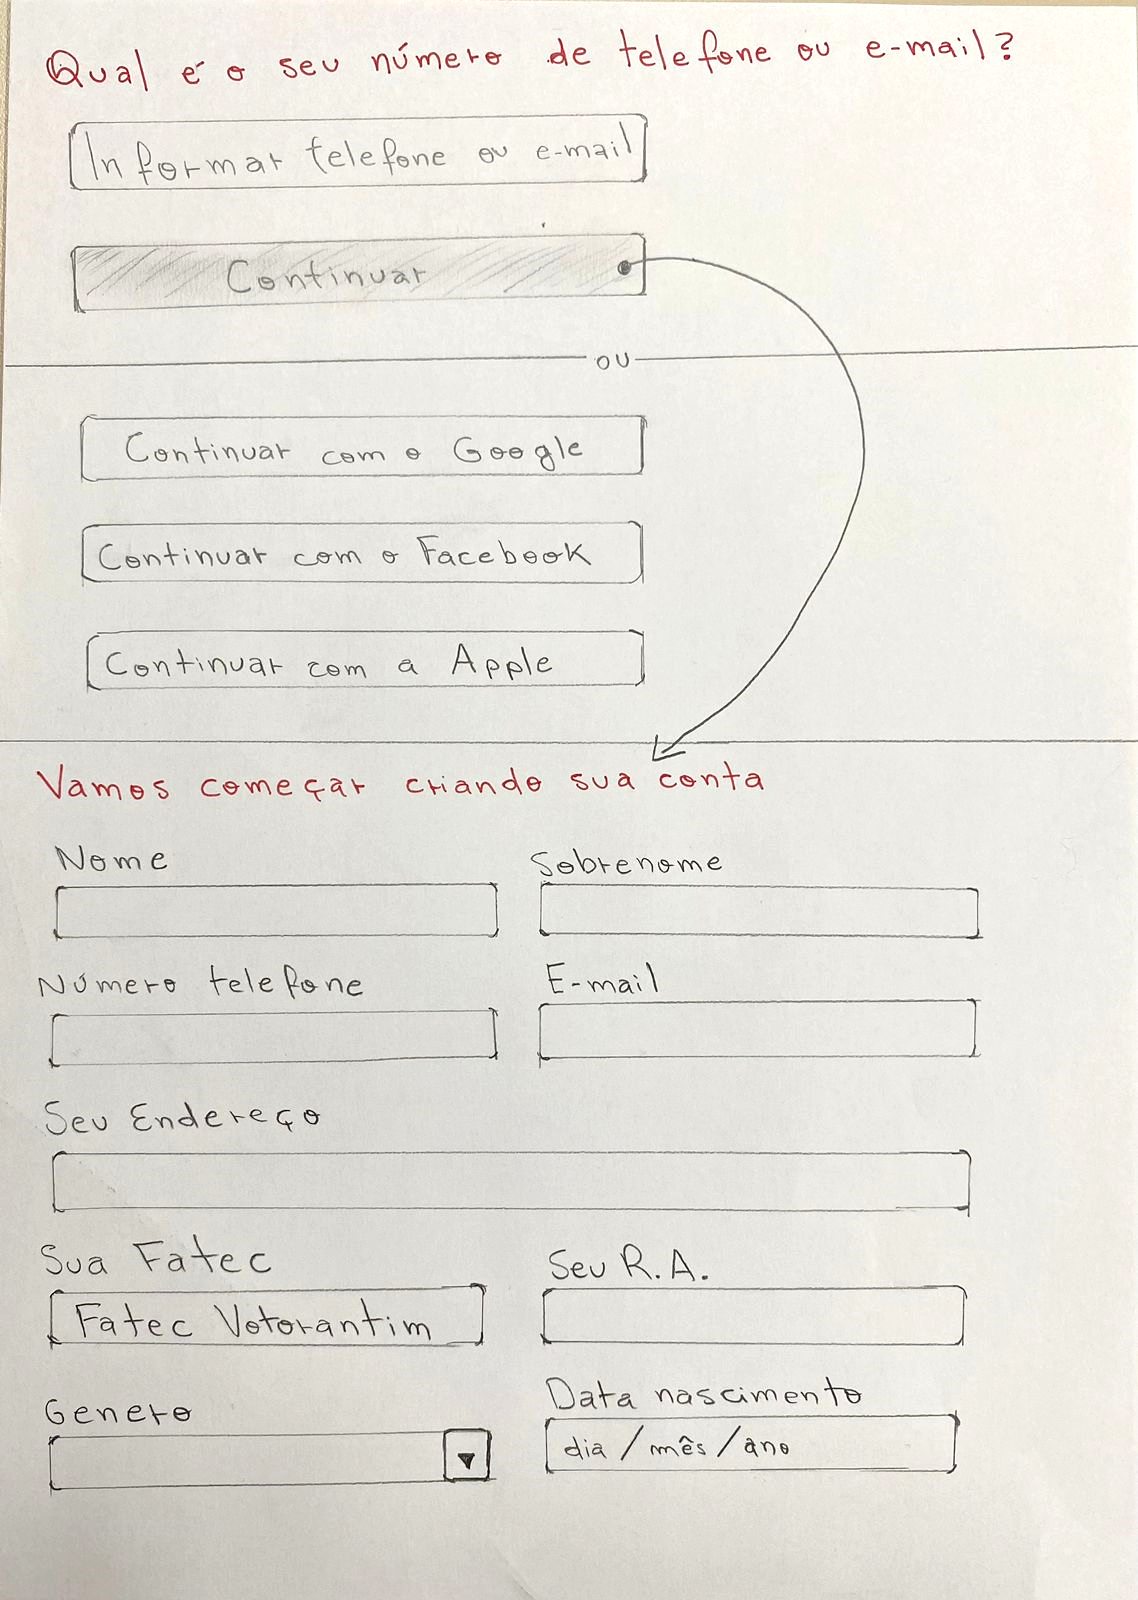 Qual é o seu número de telefone ou e-mail?
Informar telefone ou e-mail
Continuar
ou
Continuar com o Google
Continuar com o Facebook
Continuar com a Apple
Vamos começar criando sua conta
Nome Sobrenome
Número telefone E-mail
Seu Endereço
Sua Fatec Seu R.A.
Fatec Votorantim
Genero Data nascimento
dia/mês/ano